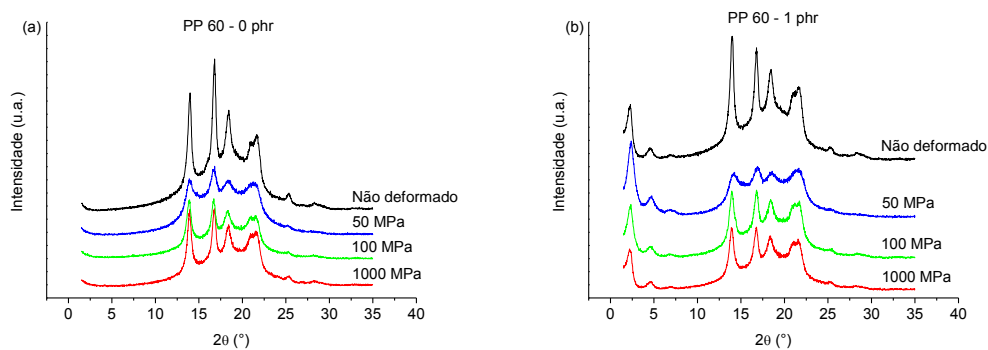 (a)
PP 60 - 0 phr
Intensidade (u.a.)
Não deformado
50 MPa
100 MPa
1000 MPa
0 5 10 15 20 25 30 35 40
2θ (°)
(b)
PP 60 - 1 phr
Intensidade (u.a.)
Não deformado
50 MPa
100 MPa
1000 MPa
0 5 10 15 20 25 30 35 40
2θ (°)